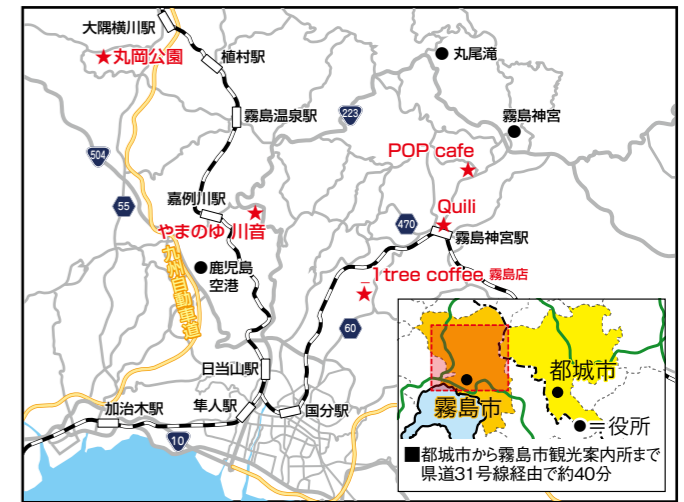 大隅横川駅
★丸岡公園
植村駅
丸尾滝
霧島温泉駅
223
霧島神宮
504
POP cafe
55
嘉例川駅
やまのゆ 川音
Quili
470
霧島神宮駅
鹿児島
空港
九州自動車道
_1tree coffee 霧島店
60
日当山駅
加治木駅
隼人駅
国分駅
10
都城市
霧島市
＝役所
■都城市から霧島市観光案内所まで
県道31号線経由で約40分